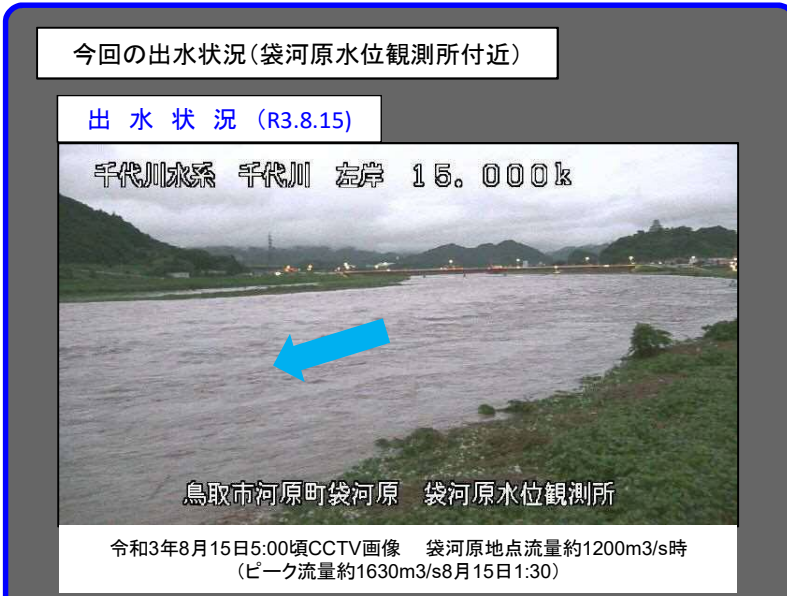 今回の出水状況（袋河原水位観測所付近）
出 水 状 況 (R3.8.15)
千代川水系 千代川 左岸 15.000k
鳥取市河原町袋河原 袋河原水位観測所
令和3年8月15日5:00頃CCTV画像 袋河原地点流量約1200m3/s時
（ピーク流量約1630m3/s8月15日1:30）